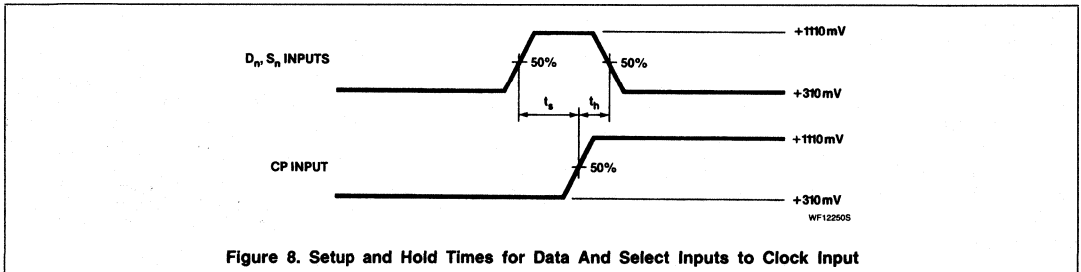 +1110mV
Dn, Sn INPUTS
50%
50%
+310mV
ts
th
+1110mV
CP INPUT
50%
+310mV
WF12250S
Figure 8. Setup and Hold Times for Data And Select Inputs to Clock Input